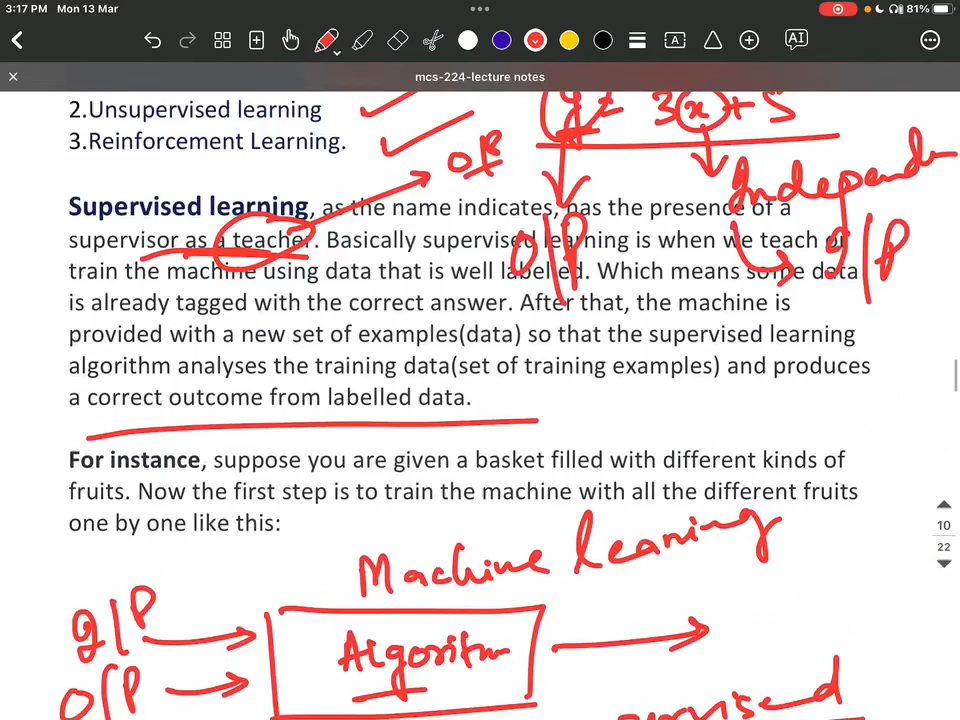 3:17 PM Mon 13 Mar
81%
AI
mcs-224-lecture notes
2.Unsupervised learning
3.Reinforcement Learning.
y = 3x + 5
O/P
Independen
Supervised learning, as the name indicates, has the presence of a
supervisor as a teacher. Basically supervised learning is when we teach or
O/P
I/P
train the machine using data that is well labelled. Which means some data
is already tagged with the correct answer. After that, the machine is
provided with a new set of examples(data) so that the supervised learning
algorithm analyses the training data(set of training examples) and produces
a correct outcome from labelled data.
For instance, suppose you are given a basket filled with different kinds of
fruits. Now the first step is to train the machine with all the different fruits
one by one like this:
10
22
Machine leaning
I/P
Algorithm
O/P